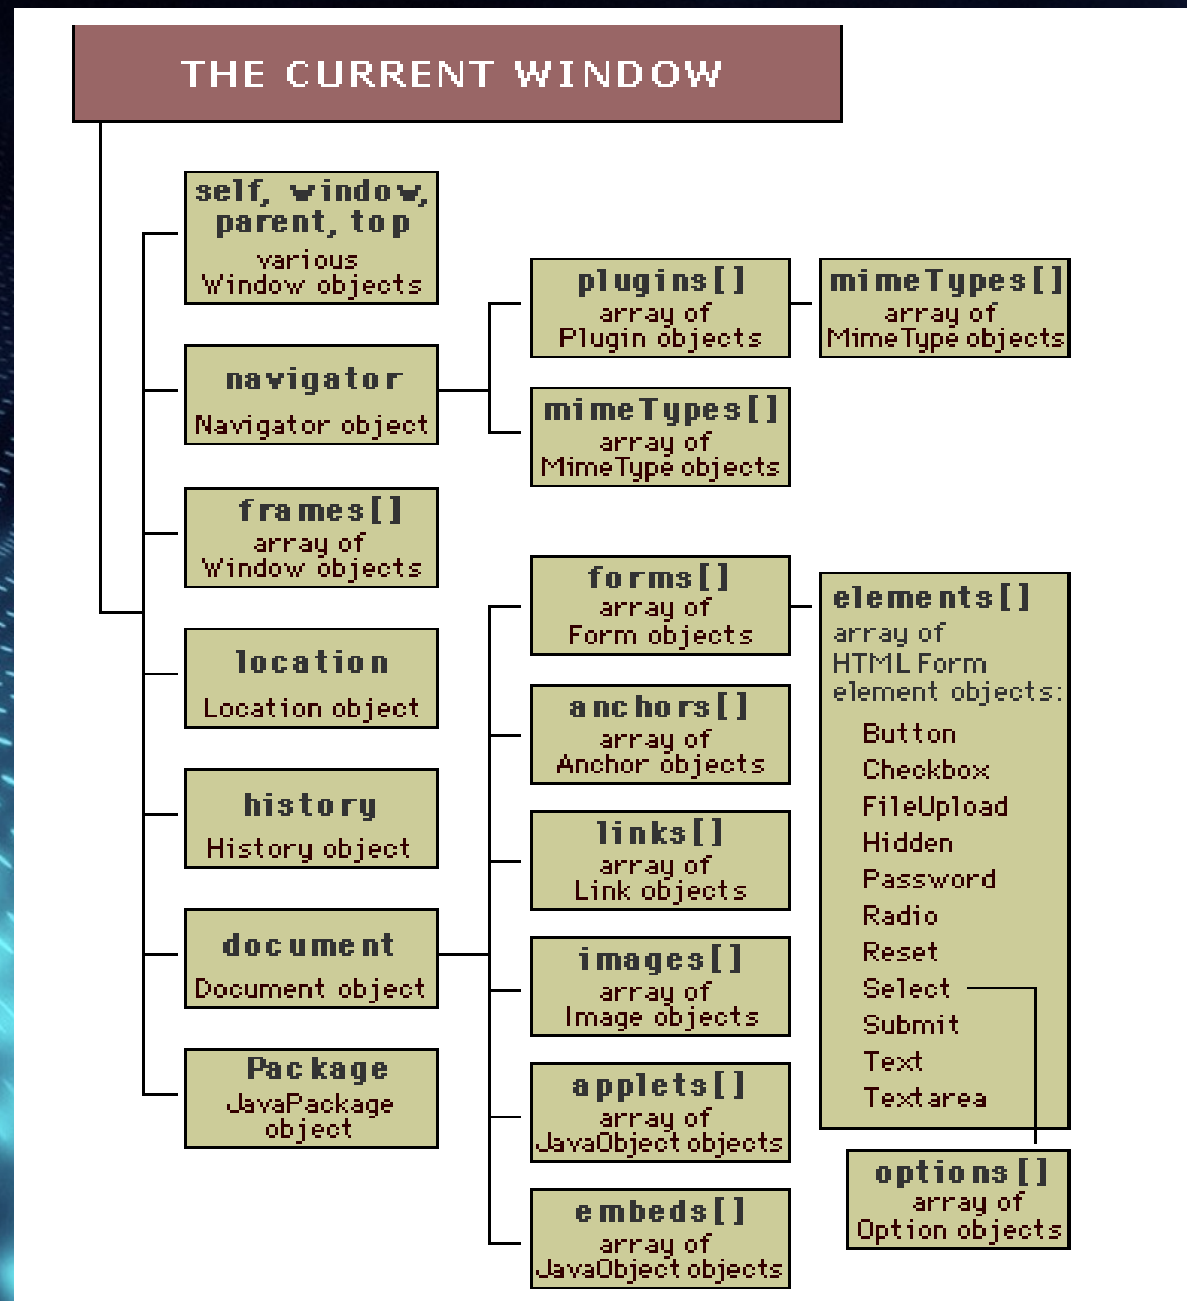 THE CURRENT WINDOW
self, window,
parent, top
various
Window objects
navigator
Navigator object
frames[]
array of
Window objects
location
Location object
history
History object
document
Document object
Package
JavaPackage
object
plugins[]
array of
Plugin objects
mimeTypes[]
array of
MimeType objects
mimeTypes[]
array of
MimeType objects
forms[]
array of
Form objects
anchors[]
array of
Anchor objects
links[]
array of
Link objects
images[]
array of
Image objects
applets[]
array of
JavaObject objects
embeds[]
array of
JavaObject objects
elements[]
array of
HTML Form
element objects:
Button
Checkbox
FileUpload
Hidden
Password
Radio
Reset
Select
Submit
Text
Textarea
options[]
array of
Option objects